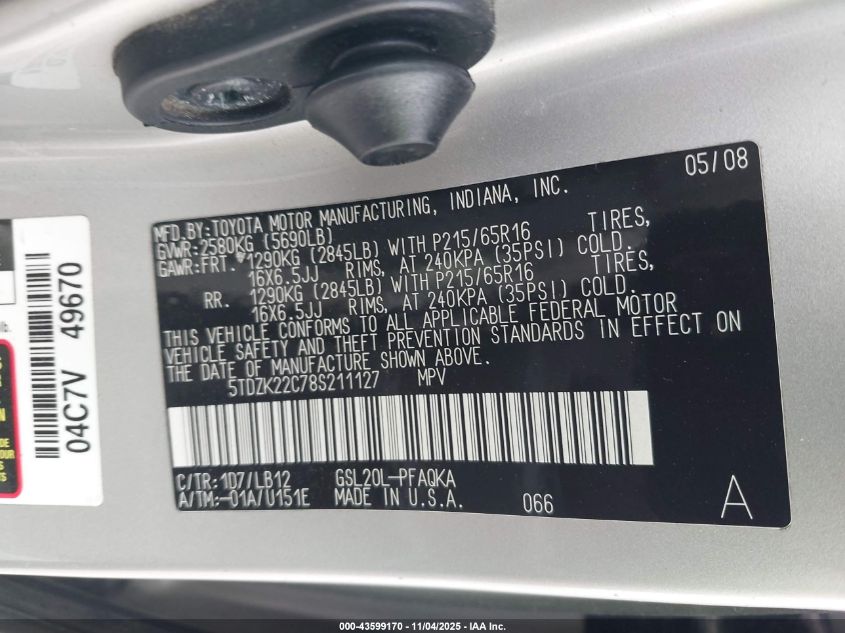 05/08
MFD.BY:TOYOTA MOTOR MANUFACTURING, INDIANA, INC.
GVWR:2580KG (5690LB)
GAWR:FRT. 1290KG (2845LB) WITH P215/65R16 TIRES,
16X6.5JJ RIMS, AT 240KPA (35PSI) COLD.
RR. 1290KG (2845LB) WITH P215/65R16 TIRES,
16X6.5JJ RIMS, AT 240KPA (35PSI) COLD.
THIS VEHICLE CONFORMS TO ALL APPLICABLE FEDERAL MOTOR
VEHICLE SAFETY AND THEFT PREVENTION STANDARDS IN EFFECT ON
THE DATE OF MANUFACTURE SHOWN ABOVE.
5TDZK22C78S211127 MPV
C/TR:1D7/LB12 GSL20L-PFAQKA
A/TM:-01A/U151E MADE IN U.S.A.
066 A
04C7V 49670
lb.
DE
YOUR
000-43599170 - 11/04/2025 - IAA Inc.